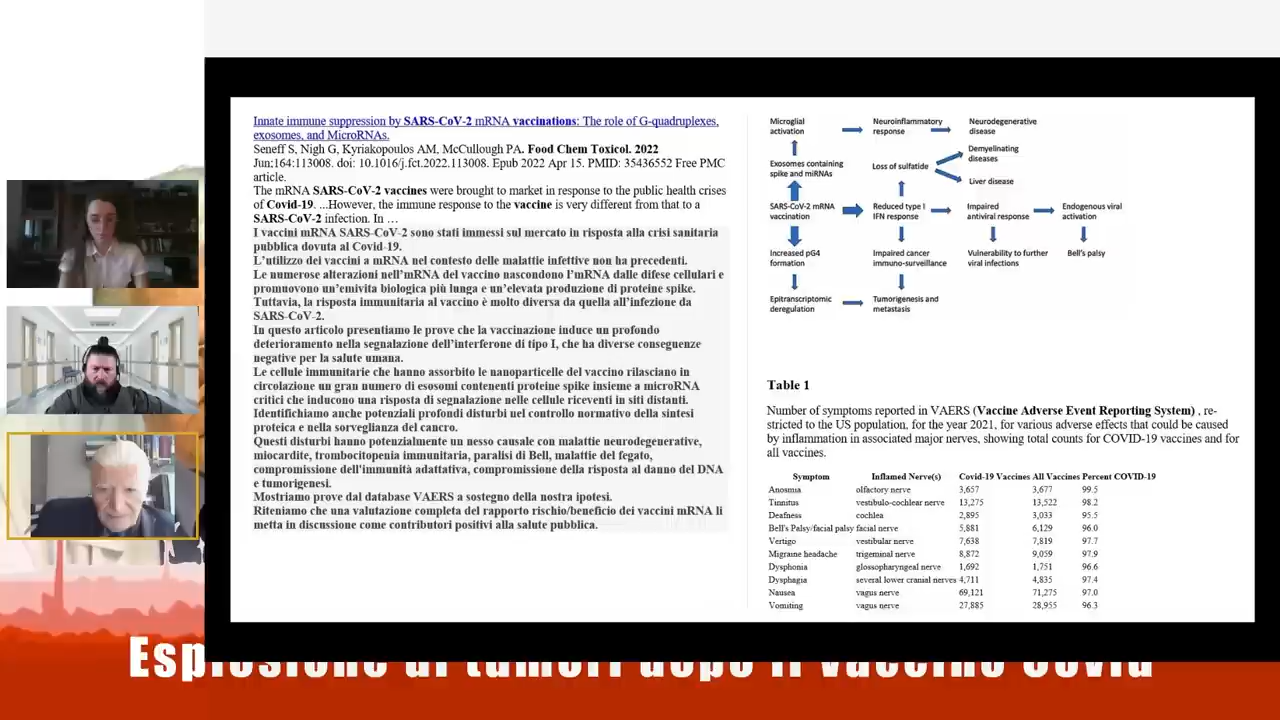 Innate immune suppression by SARS-CoV-2 mRNA vaccinations: The role of G-quadruplexes,
exosomes, and MicroRNAs.
Seneff S, Nigh G, Kyriakopoulos AM, McCullough PA. Food Chem Toxicol. 2022
Jun;164:113008. doi: 10.1016/j.fct.2022.113008. Epub 2022 Apr 15. PMID: 35436552 Free PMC
article.
The mRNA SARS-CoV-2 vaccines were brought to market in response to the public health crises
of Covid-19. ...However, the immune response to the vaccine is very different from that to a
SARS-CoV-2 infection. In …
I vaccini mRNA SARS-CoV-2 sono stati immessi sul mercato in risposta alla crisi sanitaria
pubblica dovuta al Covid-19.
L'utilizzo dei vaccini a mRNA nel contesto delle malattie infettive non ha precedenti.
Le numerose alterazioni nell'mRNA del vaccino nascondono l'mRNA dalle difese cellulari e
promuovono un'emivita biologica più lunga e un'elevata produzione di proteine spike.
Tuttavia, la risposta immunitaria al vaccino è molto diversa da quella all'infezione da
SARS-CoV-2.
In questo articolo presentiamo le prove che la vaccinazione induce un profondo
deterioramento nella segnalazione dell'interferone di tipo I, che ha diverse conseguenze
negative per la salute umana.
Le cellule immunitarie che hanno assorbito le nanoparticelle del vaccino rilasciano in
circolazione un gran numero di esosomi contenenti proteine spike insieme a microRNA
critici che inducono una risposta di segnalazione nelle cellule riceventi in siti distanti.
Identifichiamo anche potenziali profondi disturbi nel controllo normativo della sintesi
proteica e nella sorveglianza del cancro.
Questi disturbi hanno potenzialmente un nesso causale con malattie neurodegenerative,
miocardite, trombocitopenia immunitaria, paralisi di Bell, malattie del fegato,
compromissione dell'immunità adattativa, compromissione della risposta al danno del DNA
e tumorigenesi.
Mostriamo prove dal database VAERS a sostegno della nostra ipotesi.
Riteniamo che una valutazione completa del rapporto rischio/beneficio dei vaccini mRNA li
metta in discussione come contributori positivi alla salute pubblica.
Microglial
activation
Neuroinflammatory
response
Neurodegenerative
disease
Exosomes containing
spike and miRNAs
Loss of sulfatide
Demyelinating
diseases
Liver disease
SARS-CoV-2 mRNA
vaccination
Reduced type I
IFN response
Impaired
antiviral response
Endogenous viral
activation
Increased pG4
formation
Impaired cancer
immuno-surveillance
Vulnerability to further
viral infections
Bell's palsy
Epitranscriptomic
deregulation
Tumorigenesis and
metastasis
Table 1
Number of symptoms reported in VAERS (Vaccine Adverse Event Reporting System) , re-
stricted to the US population, for the year 2021, for various adverse effects that could be caused
by inflammation in associated major nerves, showing total counts for COVID-19 vaccines and for
all vaccines.
Symptom Inflamed Nerve(s) Covid-19 Vaccines All Vaccines Percent COVID-19
Anosmia olfactory nerve 3,657 3,677 99.5
Tinnitus vestibulo-cochlear nerve 13,275 13,522 98.2
Deafness cochlea 2,895 3,033 95.5
Bell's Palsy/facial palsy facial nerve 5,881 6,129 96.0
Vertigo vestibular nerve 7,638 7,819 97.7
Migraine headache trigeminal nerve 8,872 9,059 97.9
Dysphonia glossopharyngeal nerve 1,692 1,751 96.6
Dysphagia several lower cranial nerves 4,711 4,835 97.4
Nausea vagus nerve 69,121 71,275 97.0
Vomiting vagus nerve 27,885 28,955 96.3
Esplosione di tumori dopo il vaccino Covid